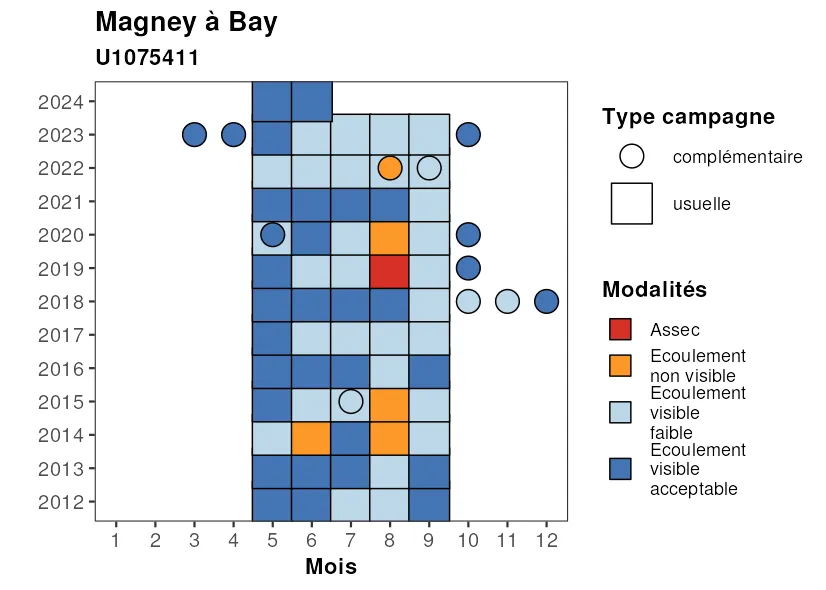 Magney à Bay
U1075411
2024
2023
2022
2021
2020
2019
2018
2017
2016
2015
2014
2013
2012
1 2 3 4 5 6 7 8 9 10 11 12
Mois
Type campagne
complémentaire
usuelle
Modalités
Assec
Ecoulement
non visible
Ecoulement
visible
faible
Ecoulement
visible
acceptable